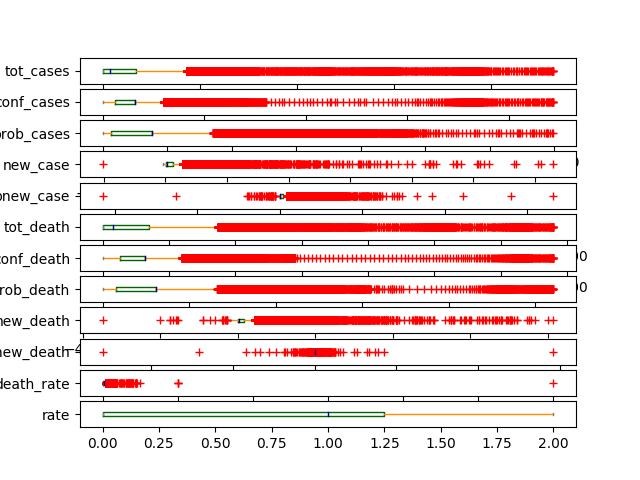 tot_cases
conf_cases
prob_cases
new_case
pnew_case
tot_death
conf_death
prob_death
new_death
new_death
death_rate
rate
0.00 0.25 0.50 0.75 1.00 1.25 1.50 1.75 2.00